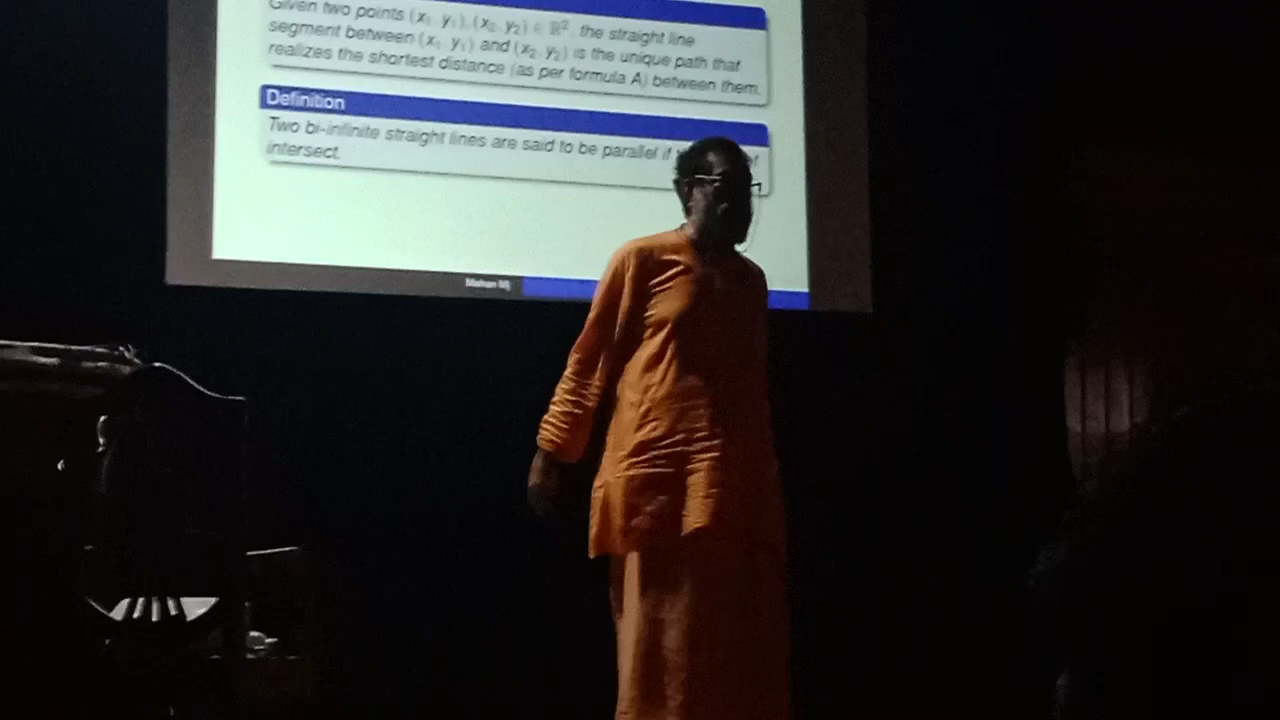 Given two points (x₁, y₁), (x₂, y₂) ∈ ℝ², the straight line
segment between (x₁, y₁) and (x₂, y₂) is the unique path that
realizes the shortest distance (as per formula A) between them.
Definition
Two bi-infinite straight lines are said to be parallel if
intersect.
Mahan Mj